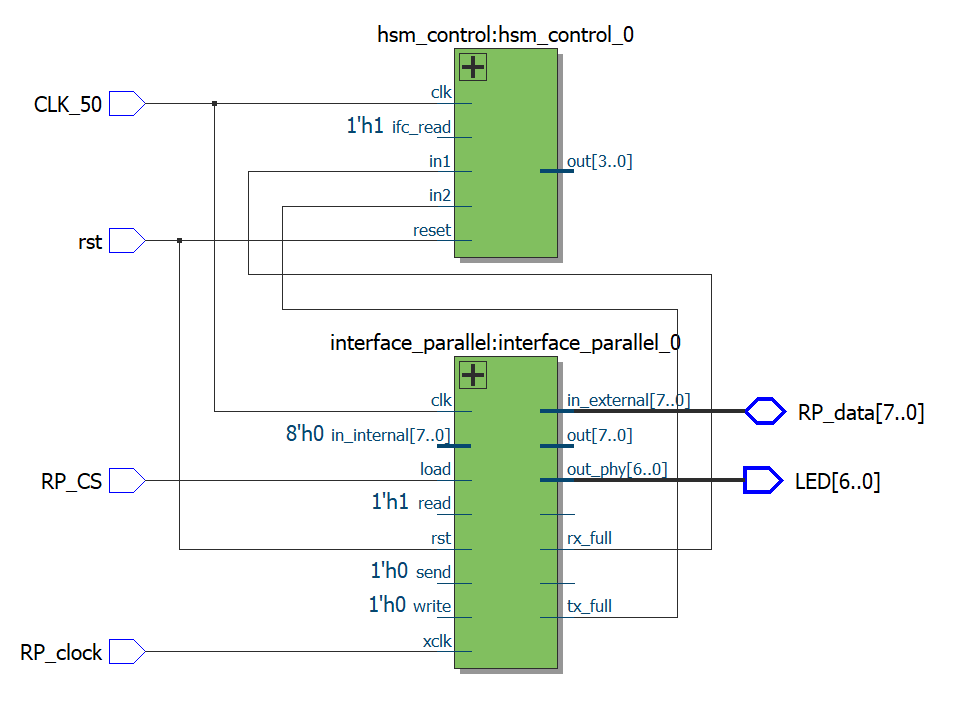 hsm_control:hsm_control_0
CLK_50
clk
1'h1 ifc_read
in1
out[3..0]
in2
rst
reset
interface_parallel:interface_parallel_0
clk
in_external[7..0]
RP_data[7..0]
8'h0 in_internal[7..0]
out[7..0]
RP_CS
load
out_phy[6..0]
LED[6..0]
1'h1 read
rst
rx_full
1'h0 send
1'h0 write
tx_full
RP_clock
xclk